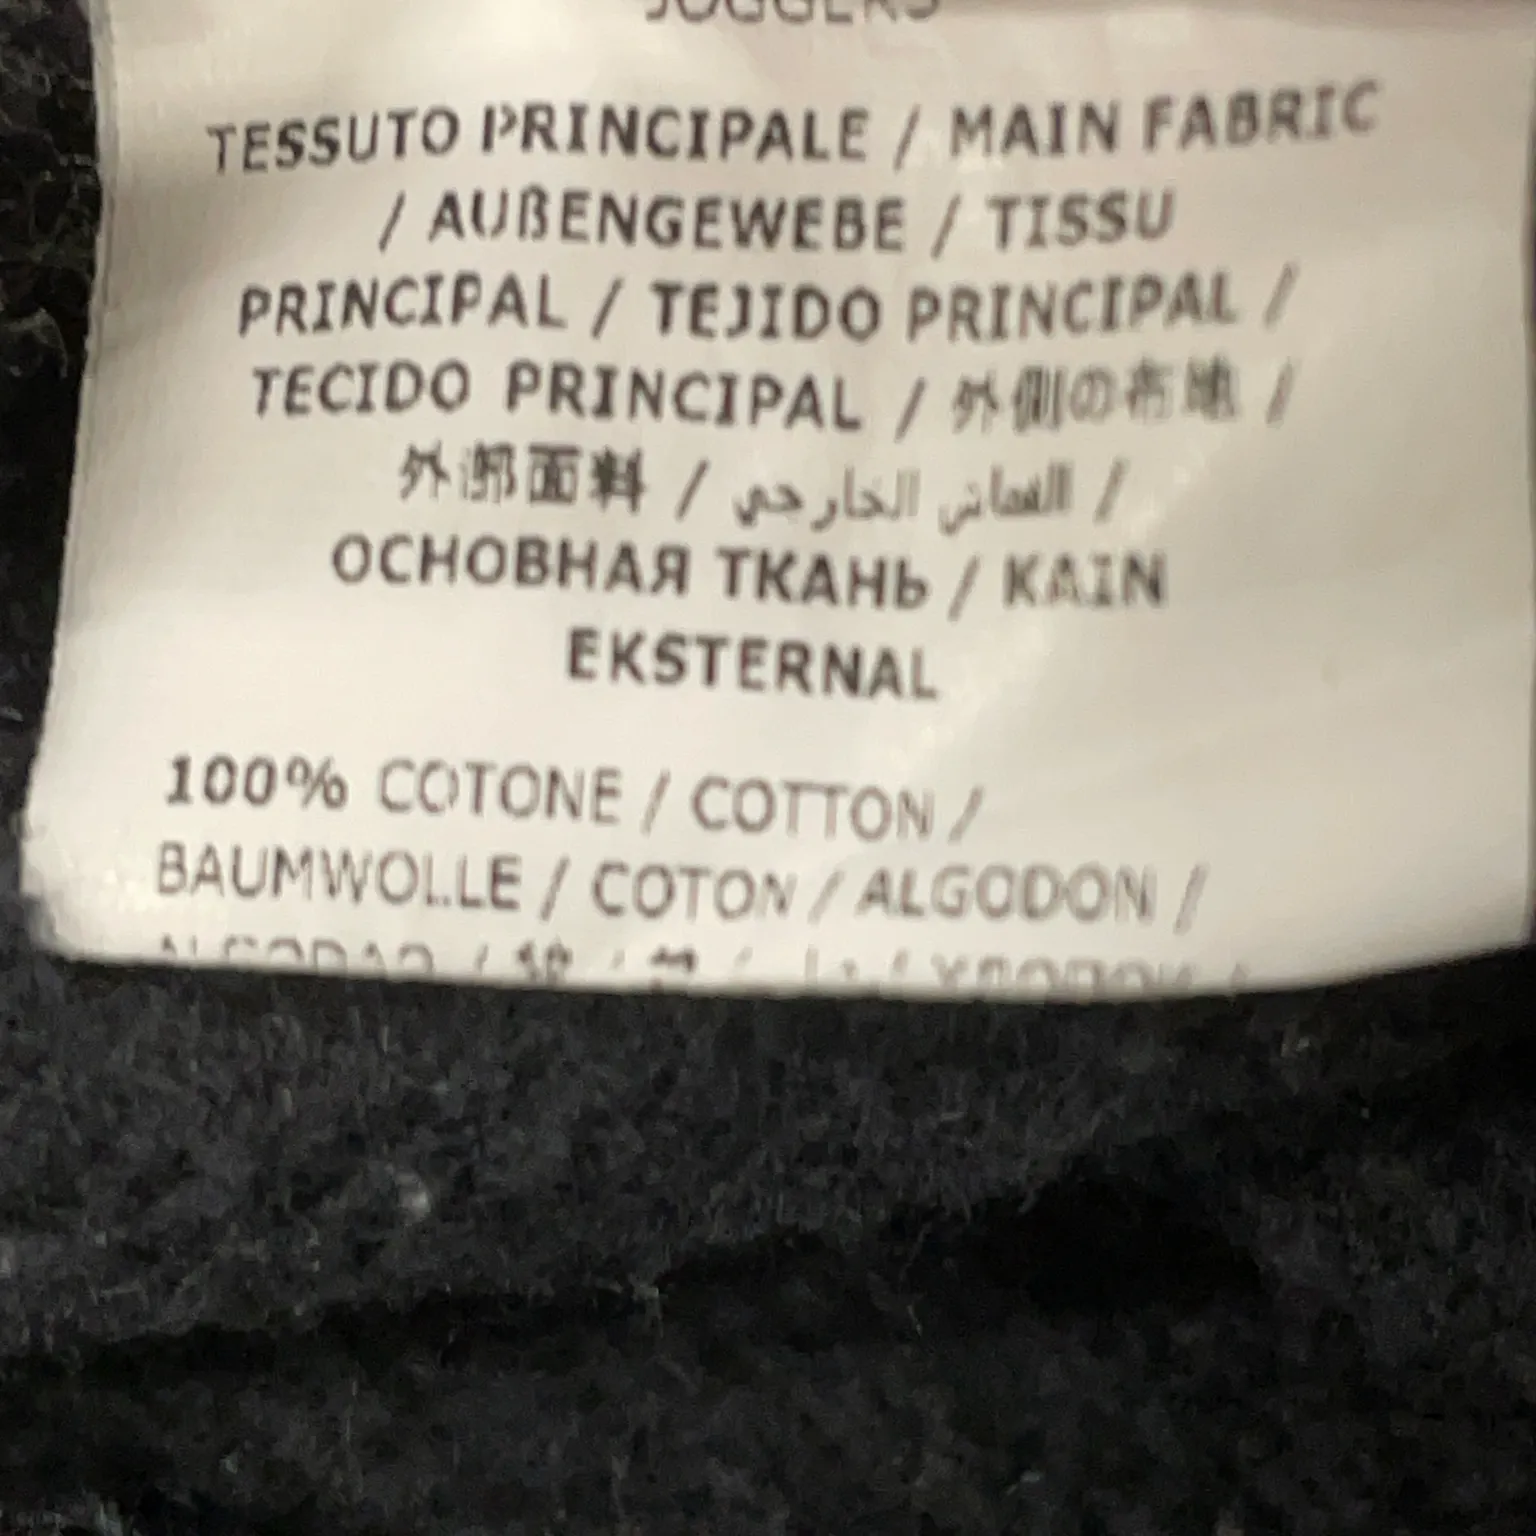 JOGGERS
TESSUTO PRINCIPALE / MAIN FABRIC
/ AUßENGEWEBE / TISSU
PRINCIPAL / TEJIDO PRINCIPAL /
TECIDO PRINCIPAL / 外側の布地 /
外部面料 / القماش الخارجي /
ОСНОВНАЯ ТКАНЬ / KAIN
EKSTERNAL
100% COTONE / COTTON /
BAUMWOLLE / COTON / ALGODON /